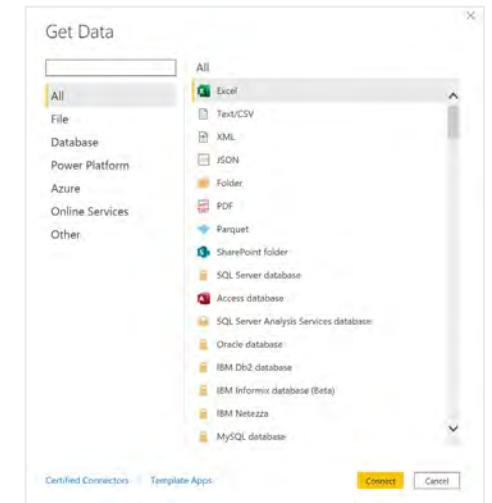 Get Data
All
File
Database
Power Platform
Azure
Online Services
Other
All
Excel
Text/CSV
XML
JSON
Folder
PDF
Parquet
SharePoint folder
SQL Server database
Access database
SQL Server Analysis Services database
Oracle database
IBM Db2 database
IBM Informix database (Beta)
IBM Netezza
MySQL database
Certified Connectors
Template Apps
Connect
Cancel